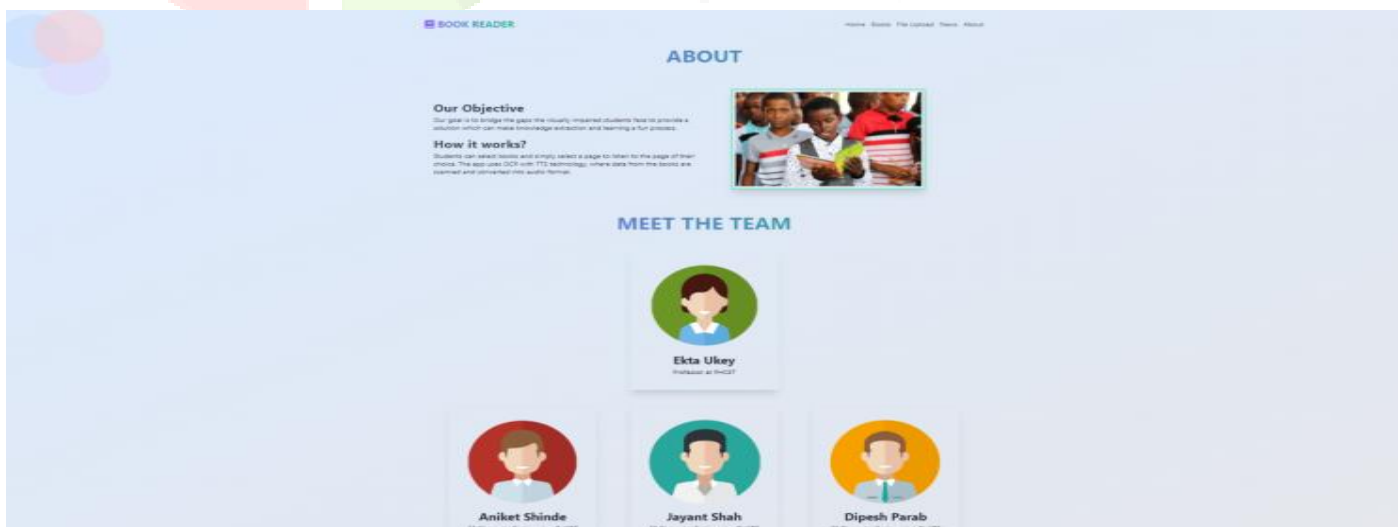 BOOK READER
Home Books File Upload News About
ABOUT
Our Objective
Our goal is to bridge the gaps the visually impaired students face to provide a
solution which can make knowledge extraction and learning a fun process.
How it works?
Students can select books and simply select a page to listen to the page of their
choice. The app uses OCR with TTS technology, where data from the books are
scanned and converted into audio format.
MEET THE TEAM
Ekta Ukey
Professor at
Aniket Shinde Jayant Shah Dipesh Parab